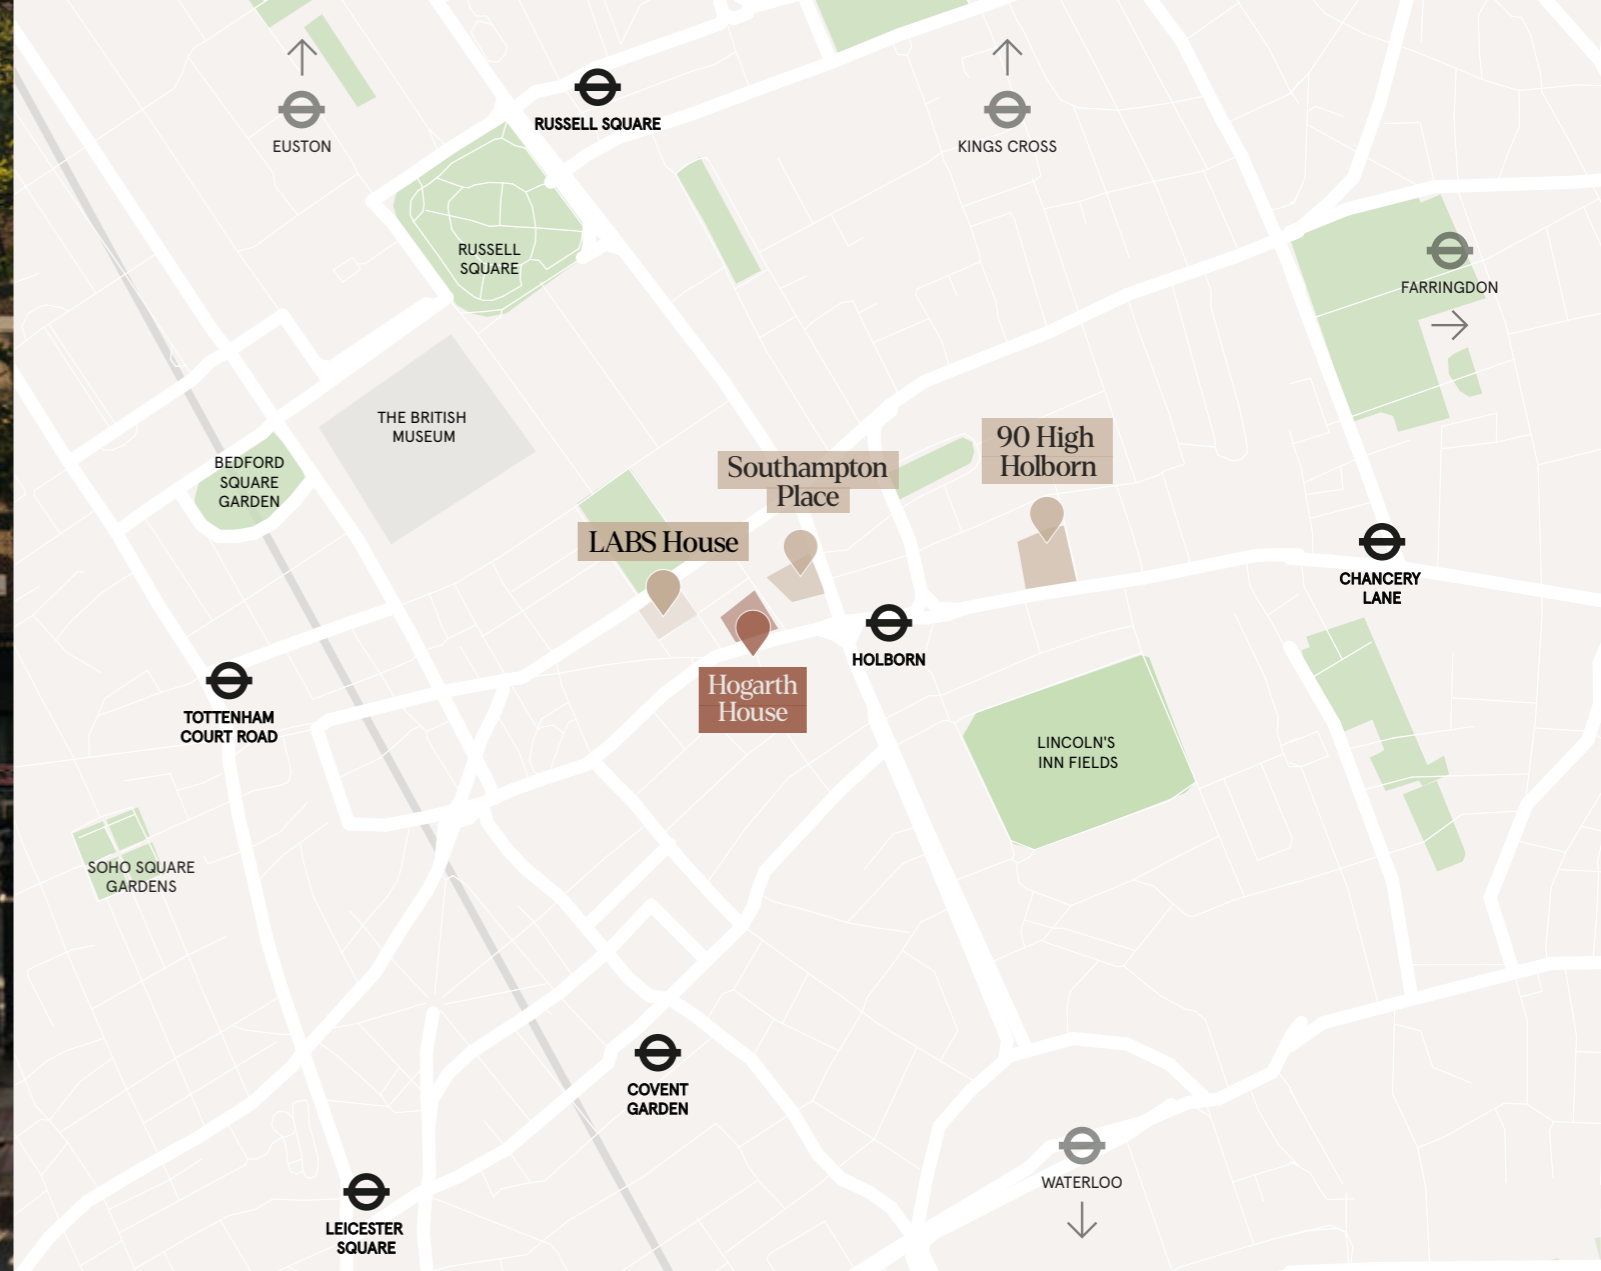 RUSSELL SQUARE
EUSTON
KINGS CROSS
RUSSELL
SQUARE
FARRINGDON
THE BRITISH
MUSEUM
BEDFORD
SQUARE
GARDEN
Southampton
Place
90 High
Holborn
LABS House
CHANCERY
LANE
HOLBORN
Hogarth
House
TOTTENHAM
COURT ROAD
LINCOLN'S
INN FIELDS
SOHO SQUARE
GARDENS
COVENT
GARDEN
WATERLOO
LEICESTER
SQUARE